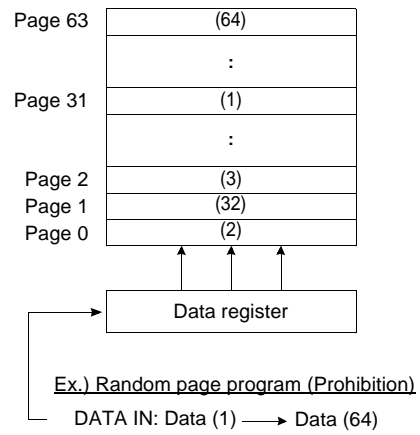 Page 63 (64)
:
Page 31 (1)
:
Page 2 (3)
Page 1 (32)
Page 0 (2)
Data register
Ex.) Random page program (Prohibition)
DATA IN: Data (1) → Data (64)